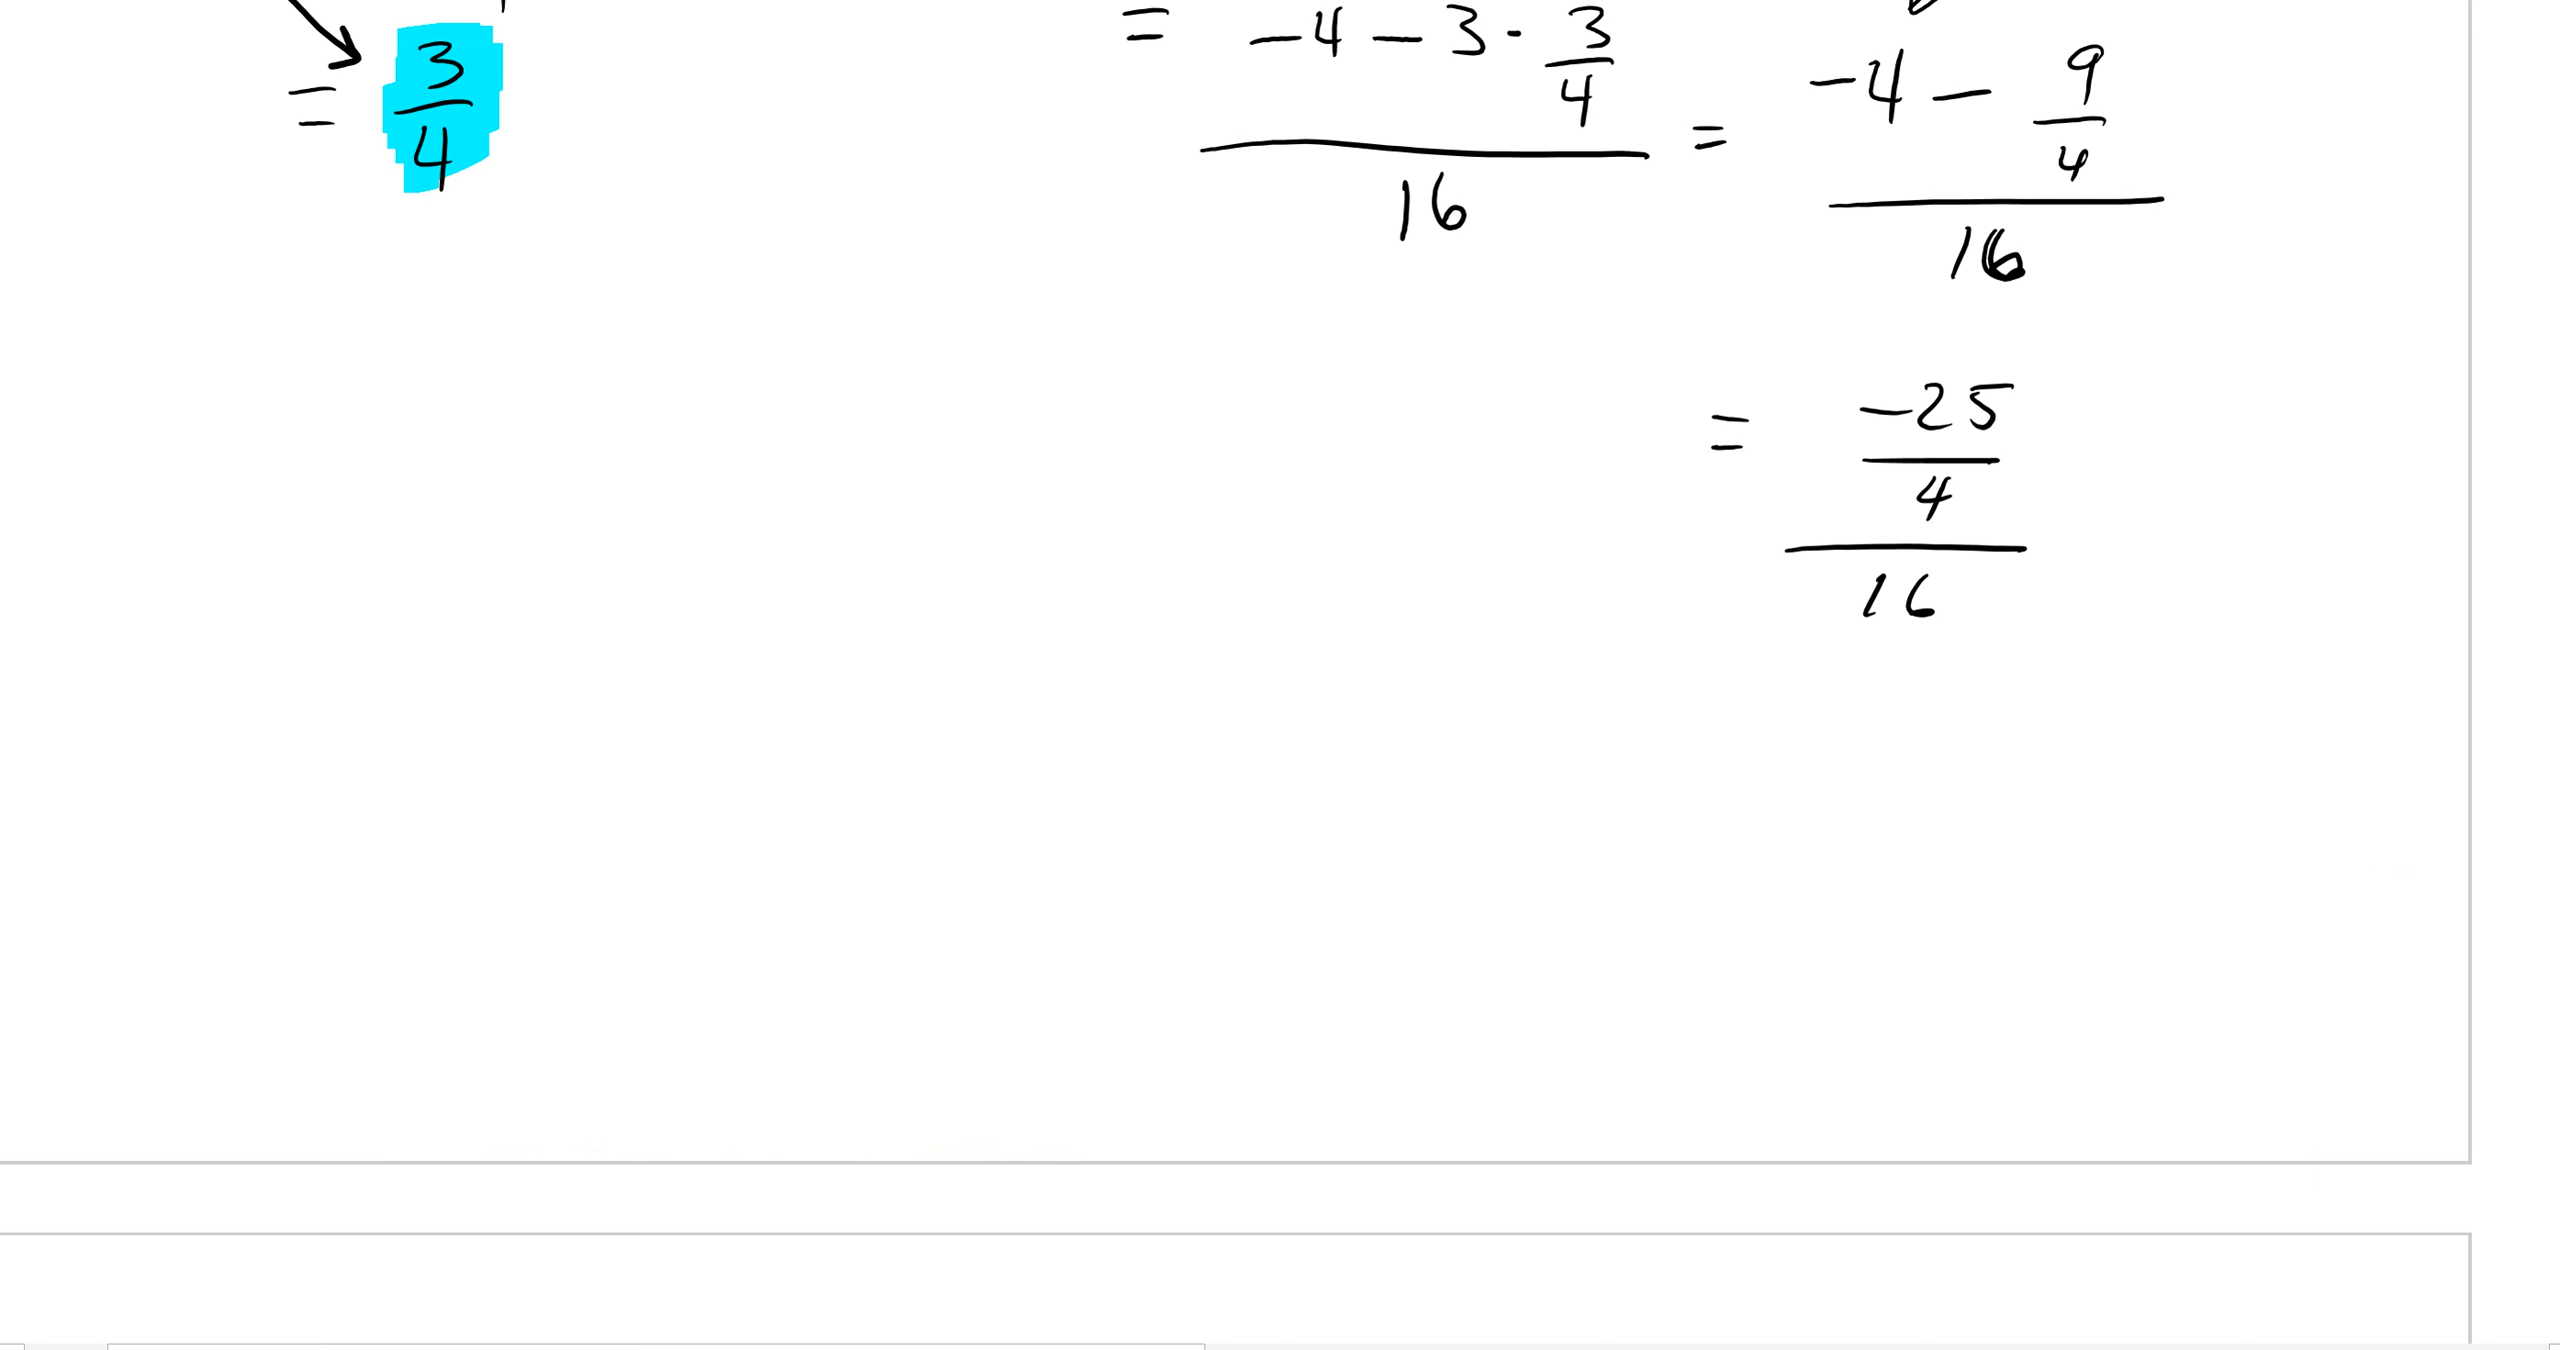 = 3/4
= (-4 - 3 · 3/4)/16 = (-4 - 9/4)/16
= (-25/4)/16